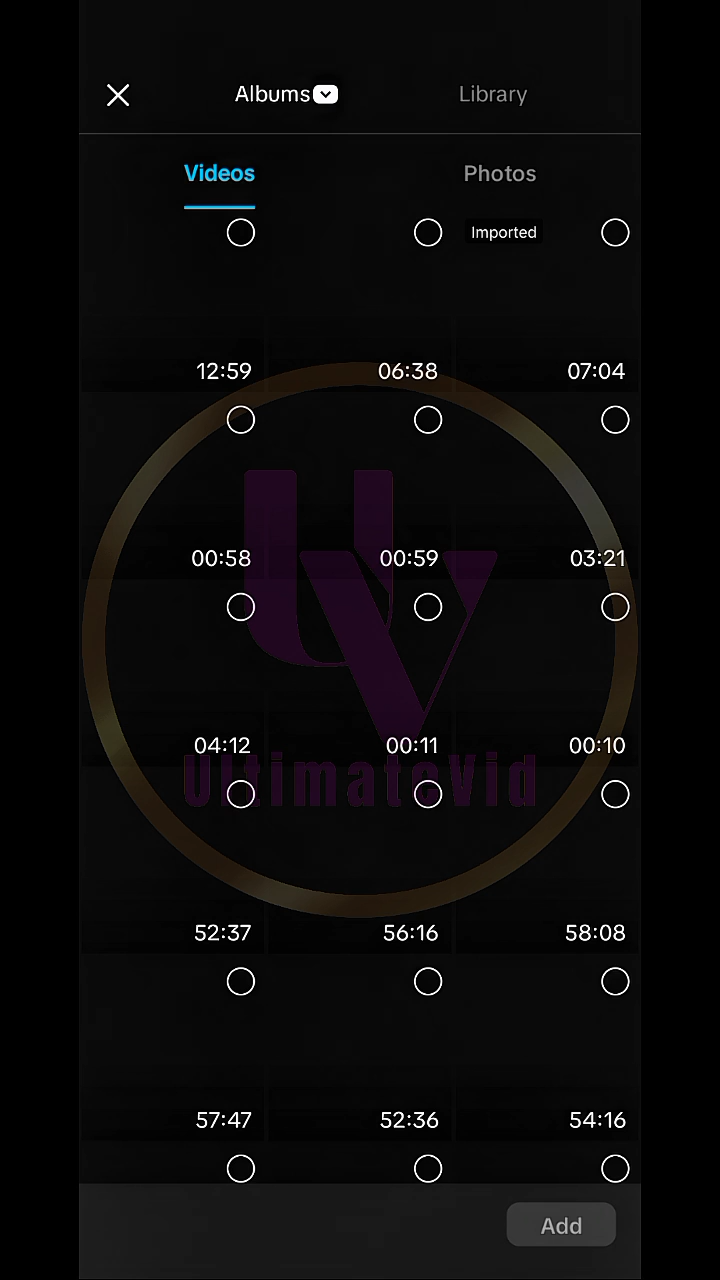 Albums Library
Videos Photos
Imported
12:59 06:38 07:04
00:58 00:59 03:21
04:12 00:11 00:10
UltimateVid
52:37 56:16 58:08
57:47 52:36 54:16
Add